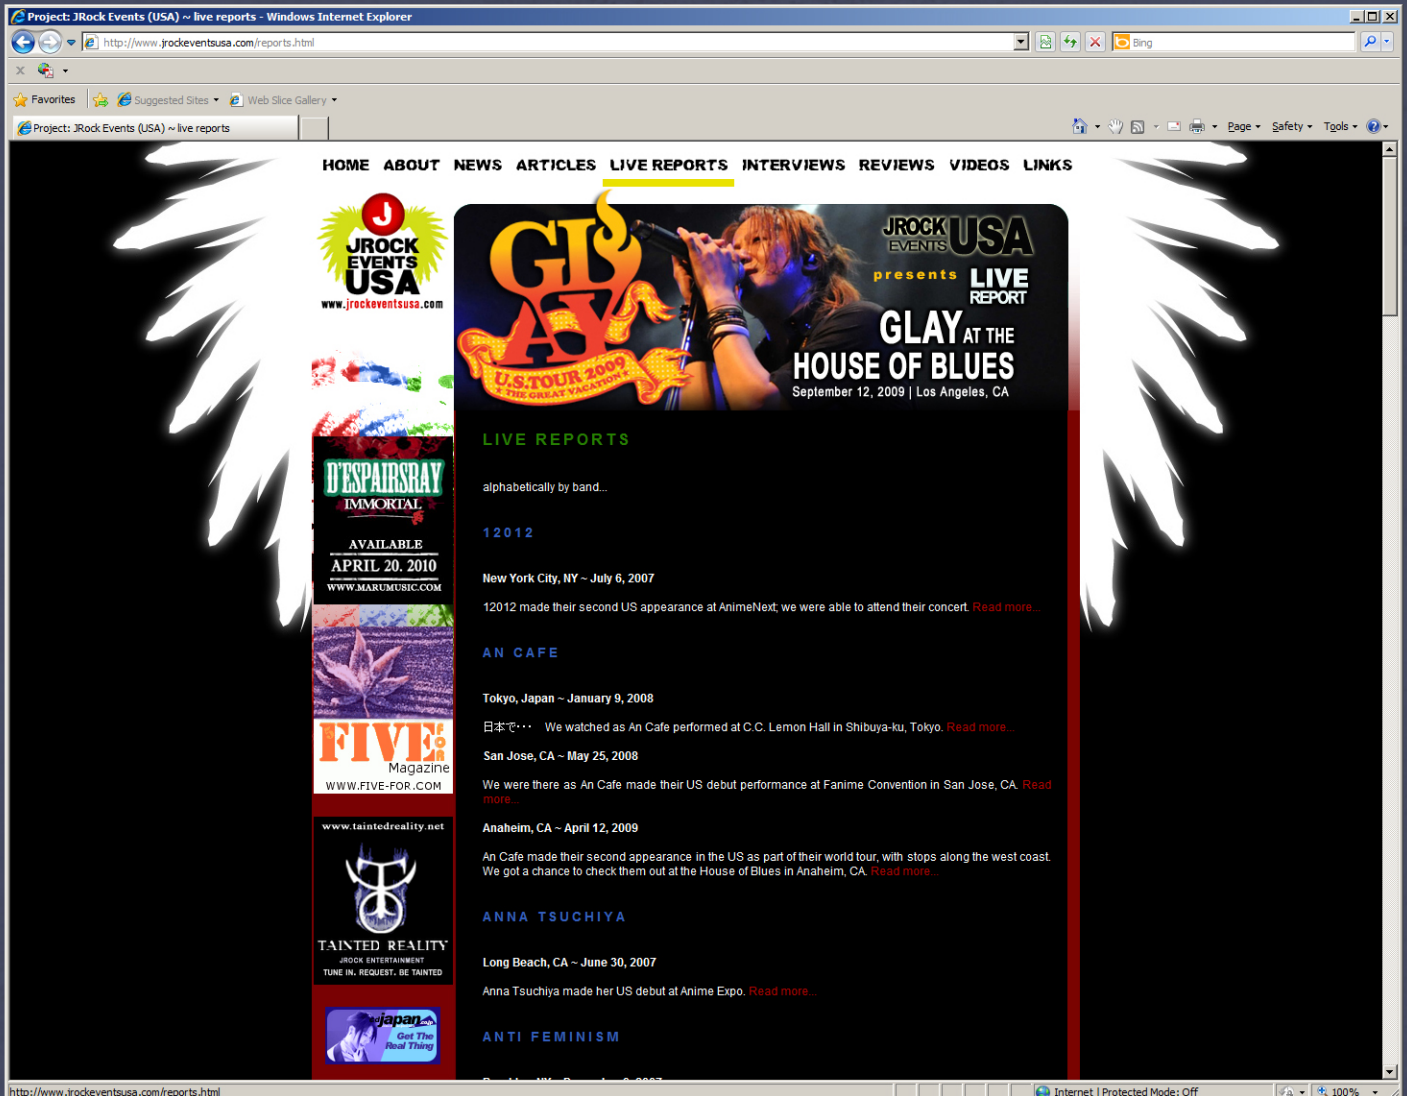 Project: JRock Events (USA) ~ live reports - Windows Internet Explorer
http://www.jrockeventsusa.com/reports.html
Bing
Favorites
Suggested Sites
Web Slice Gallery
Project: JRock Events (USA) ~ live reports
Page
Safety
Tools
HOME ABOUT NEWS ARTICLES LIVE REPORTS INTERVIEWS REVIEWS VIDEOS LINKS
J
JROCK
EVENTS
USA
www.jrockeventsusa.com
GLAY
U.S. TOUR 2009
THE GREAT VACATION
JROCK
EVENTS USA
presents LIVE
REPORT
GLAY AT THE
HOUSE OF BLUES
September 12, 2009 | Los Angeles, CA
D'ESPAIRSRAY
IMMORTAL
AVAILABLE
APRIL 20. 2010
WWW.MARUMUSIC.COM
FIVE FOR
Magazine
WWW.FIVE-FOR.COM
www.taintedreality.net
TAINTED REALITY
JROCK ENTERTAINMENT
TUNE IN. REQUEST. BE TAINTED
Get The
Real Thing
LIVE REPORTS
alphabetically by band...
12012
New York City, NY ~ July 6, 2007
12012 made their second US appearance at AnimeNext; we were able to attend their concert. Read more...
AN CAFE
Tokyo, Japan ~ January 9, 2008
日本で・・・ We watched as An Cafe performed at C.C. Lemon Hall in Shibuya-ku, Tokyo. Read more...
San Jose, CA ~ May 25, 2008
We were there as An Cafe made their US debut performance at Fanime Convention in San Jose, CA. Read
more...
Anaheim, CA ~ April 12, 2009
An Cafe made their second appearance in the US as part of their world tour, with stops along the west coast.
We got a chance to check them out at the House of Blues in Anaheim, CA. Read more...
ANNA TSUCHIYA
Long Beach, CA ~ June 30, 2007
Anna Tsuchiya made her US debut at Anime Expo. Read more...
ANTI FEMINISM
http://www.jrockeventsusa.com/reports.html
Internet | Protected Mode: Off
100%